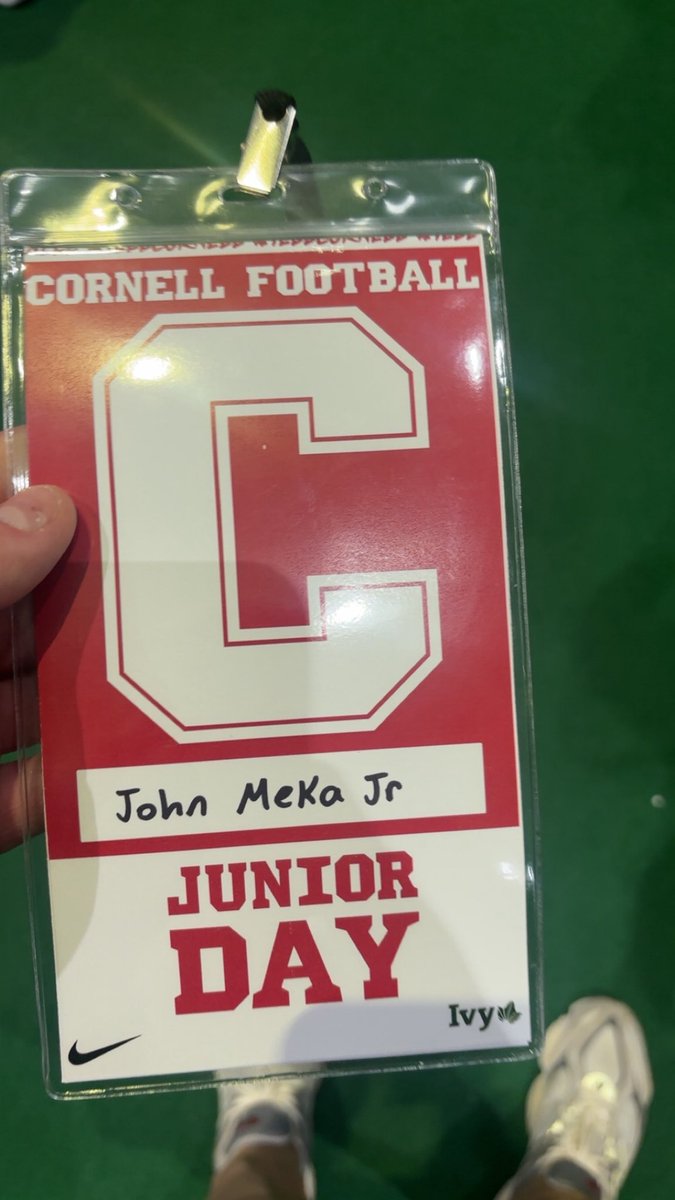 CORNELL FOOTBALL
C
John Meka Jr
JUNIOR
DAY
Ivy